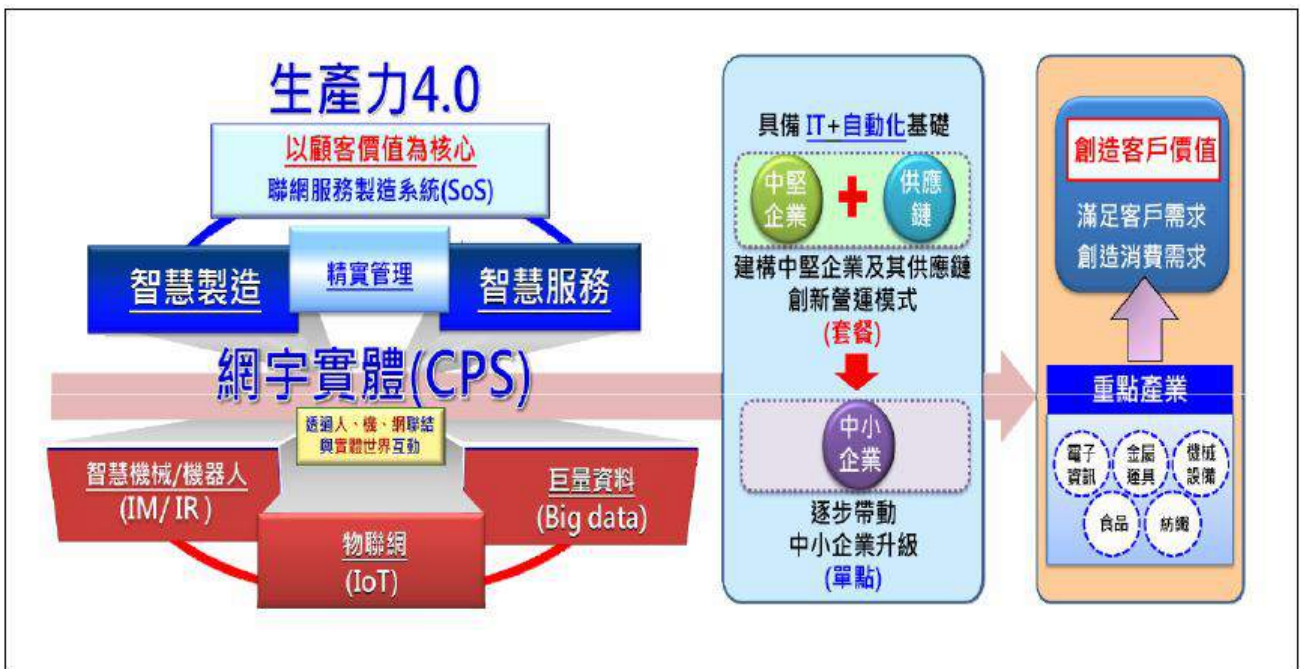 生產力4.0
以顧客價值為核心
聯網服務製造系統(SoS)
智慧製造
精實管理
智慧服務
網宇實體(CPS)
透過人、機、網聯結
與實體世界互動
智慧機械/機器人
(IM/ IR )
巨量資料
(Big data)
物聯網
(IoT)
具備 IT+自動化基礎
中堅
企業
供應
鏈
建構中堅企業及其供應鏈
創新營運模式
(套餐)
中小
企業
逐步帶動
中小企業升級
(單點)
創造客戶價值
滿足客戶需求
創造消費需求
重點產業
電子
資訊
金屬
運具
機械
設備
食品
紡織